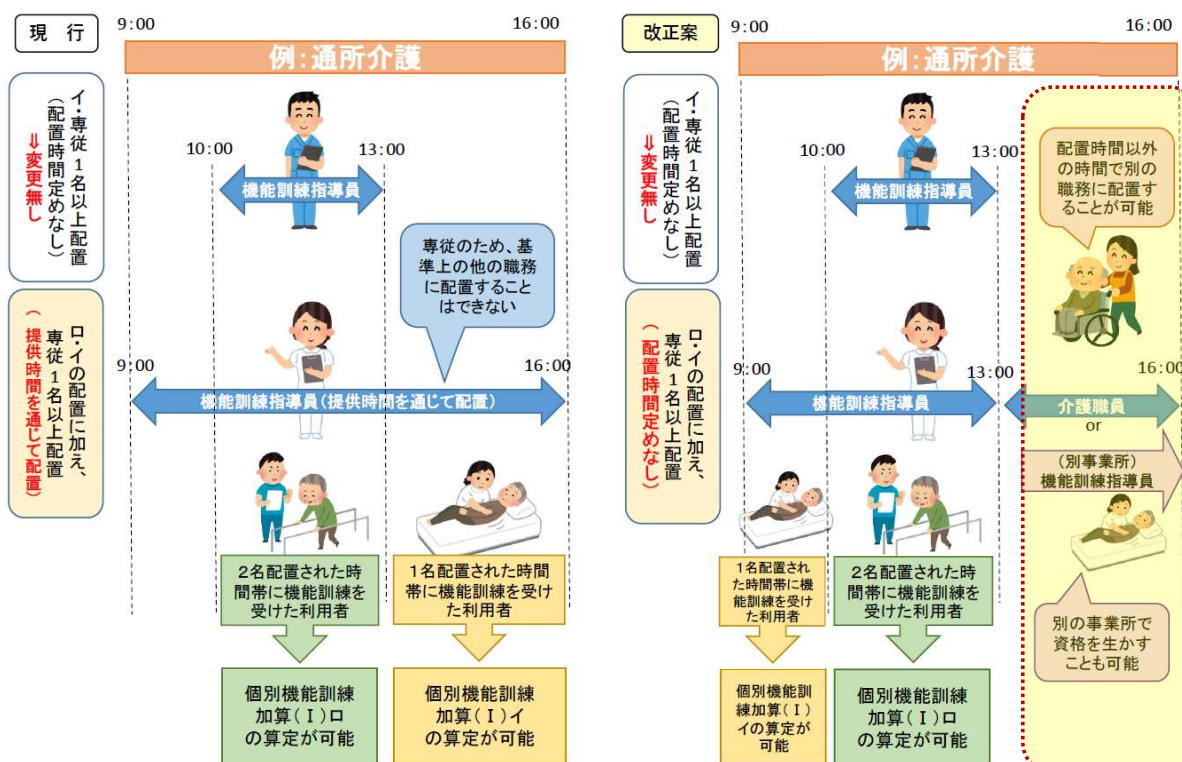 現 行
9:00
16:00
例：通所介護
イ・専従１名以上配置
（配置時間定めなし）
⇒変更無し
10:00
13:00
機能訓練指導員
専従のため、基
準上の他の職務
に配置すること
はできない
ロ・イの配置に加え、
専従１名以上配置
（提供時間を通じて配置）
9:00
16:00
機能訓練指導員（提供時間を通じて配置）
２名配置された時
間帯に機能訓練を
受けた利用者
１名配置された時間
帯に機能訓練を受け
た利用者
個別機能訓練
加算（Ⅰ）ロ
の算定が可能
個別機能訓練
加算（Ⅰ）イ
の算定が可能
改正案
9:00
16:00
例：通所介護
イ・専従１名以上配置
（配置時間定めなし）
⇒変更無し
10:00
13:00
機能訓練指導員
配置時間以外
の時間で別の
職務に配置す
ることが可能
ロ・イの配置に加え、
専従１名以上配置
（配置時間定めなし）
9:00
13:00
16:00
機能訓練指導員
介護職員
or
（別事業所）
機能訓練指導員
１名配置され
た時間帯に機
能訓練を受け
た利用者
２名配置された時
間帯に機能訓練を
受けた利用者
別の事業所で
資格を生かす
ことも可能
個別機能訓
練加算（Ⅰ）
イの算定が
可能
個別機能訓練
加算（Ⅰ）ロ
の算定が可能